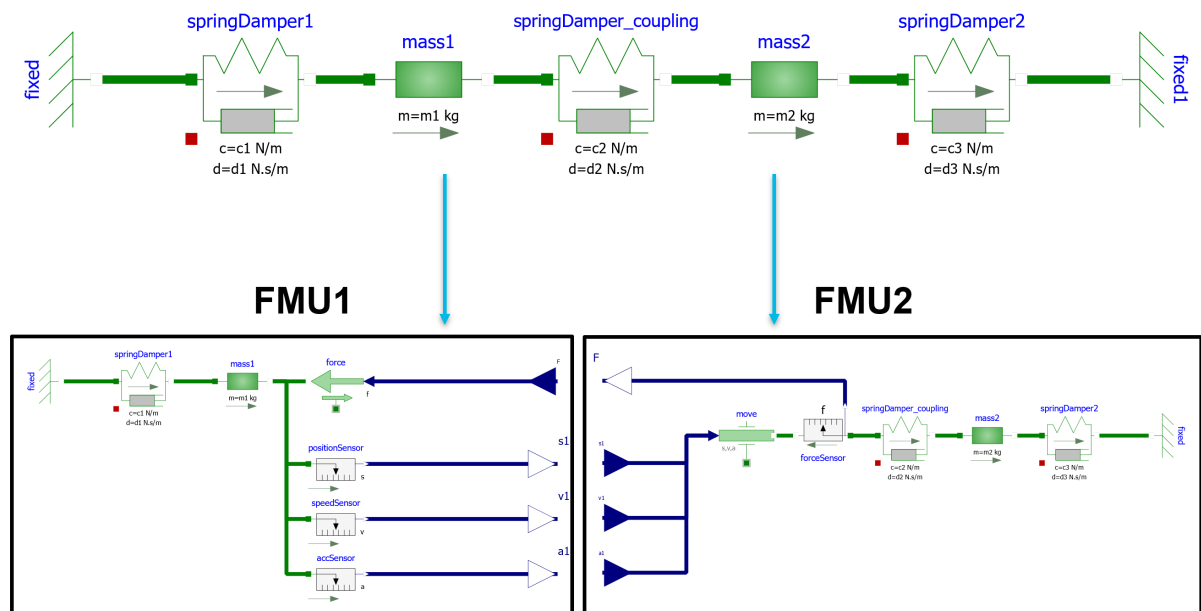 springDamper1
springDamper_coupling
springDamper2
mass1
mass2
fixed
fixed1
m=m1 kg
m=m2 kg
c=c1 N/m
d=d1 N.s/m
c=c2 N/m
d=d2 N.s/m
c=c3 N/m
d=d3 N.s/m
FMU1
FMU2
springDamper1
mass1
force
F
fixed
f
m=m1 kg
c=c1 N/m
d=d1 N.s/m
positionSensor
s1
s
speedSensor
v1
v
accSensor
a1
a
F
move
f
springDamper_coupling
mass2
springDamper2
fixed
s1
s,v,a
forceSensor
m=m2 kg
c=c2 N/m
d=d2 N.s/m
c=c3 N/m
d=d3 N.s/m
v1
a1